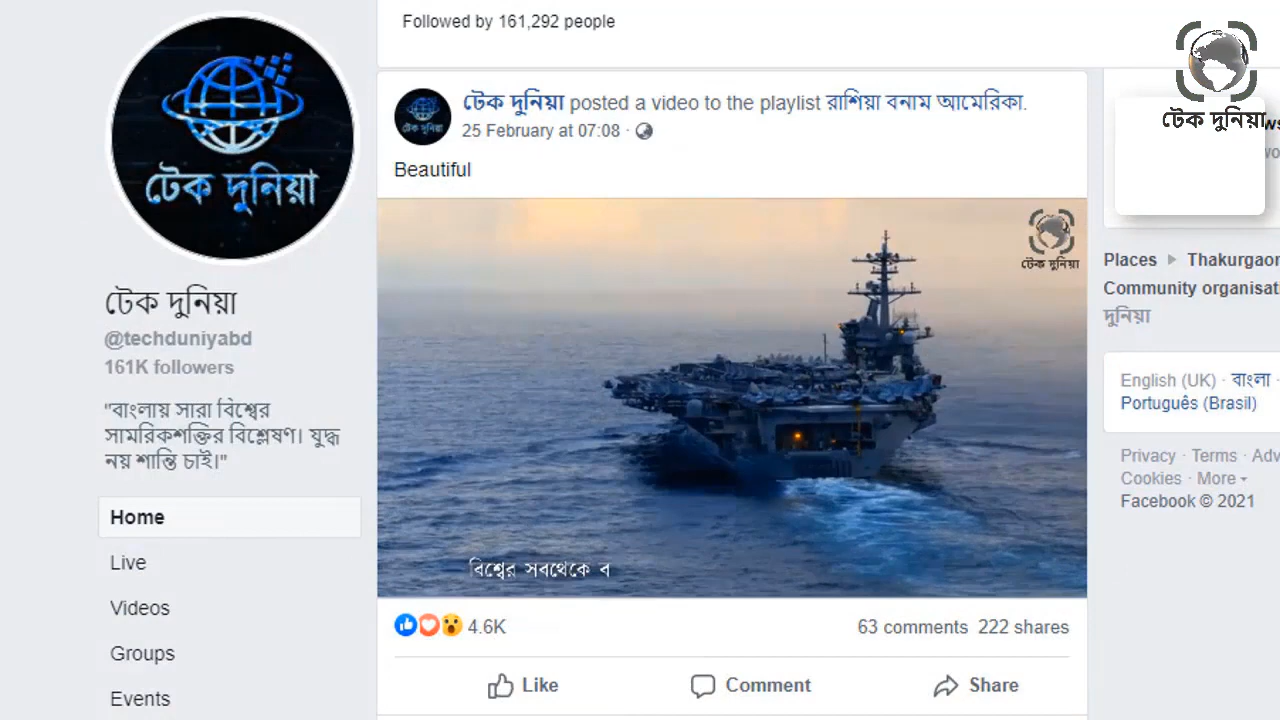 Followed by 161,292 people
টেক দুনিয়া
টেক দুনিয়া
@techduniyabd
161K followers
"বাংলায় সারা বিশ্বের
সামরিকশক্তির বিশ্লেষণ। যুদ্ধ
নয় শান্তি চাই।"
Home
Live
Videos
Groups
Events
টেক দুনিয়া posted a video to the playlist রাশিয়া বনাম আমেরিকা.
25 February at 07:08 ·
Beautiful
টেক দুনিয়া
টেক দুনিয়া
বিশ্বের সবথেকে ব
4.6K
63 comments 222 shares
Like Comment Share
টেক দুনিয়া
Places Thakurgaon
Community organisati
দুনিয়া
English (UK) · বাংলা ·
Português (Brasil)
Privacy · Terms · Adv
Cookies · More
Facebook © 2021